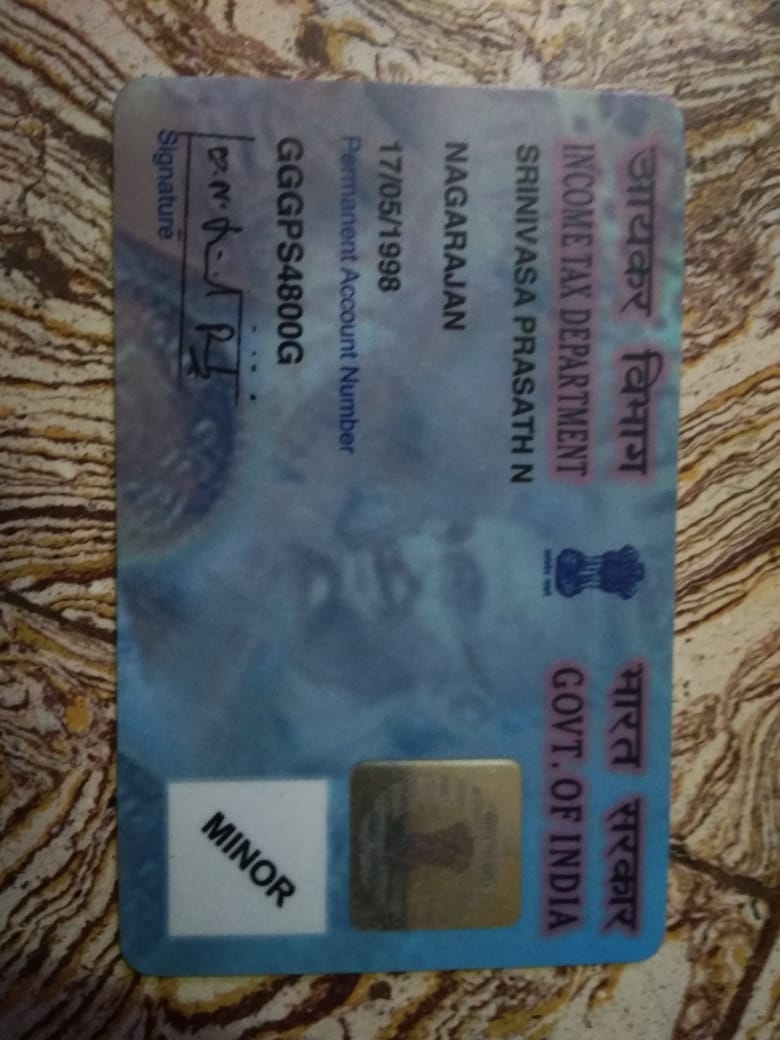 आयकर विभाग
INCOME TAX DEPARTMENT
भारत सरकार
GOVT. OF INDIA
SRINIVASA PRASATH N
NAGARAJAN
17/05/1998
Permanent Account Number
GGGPS4800G
Signature
MINOR